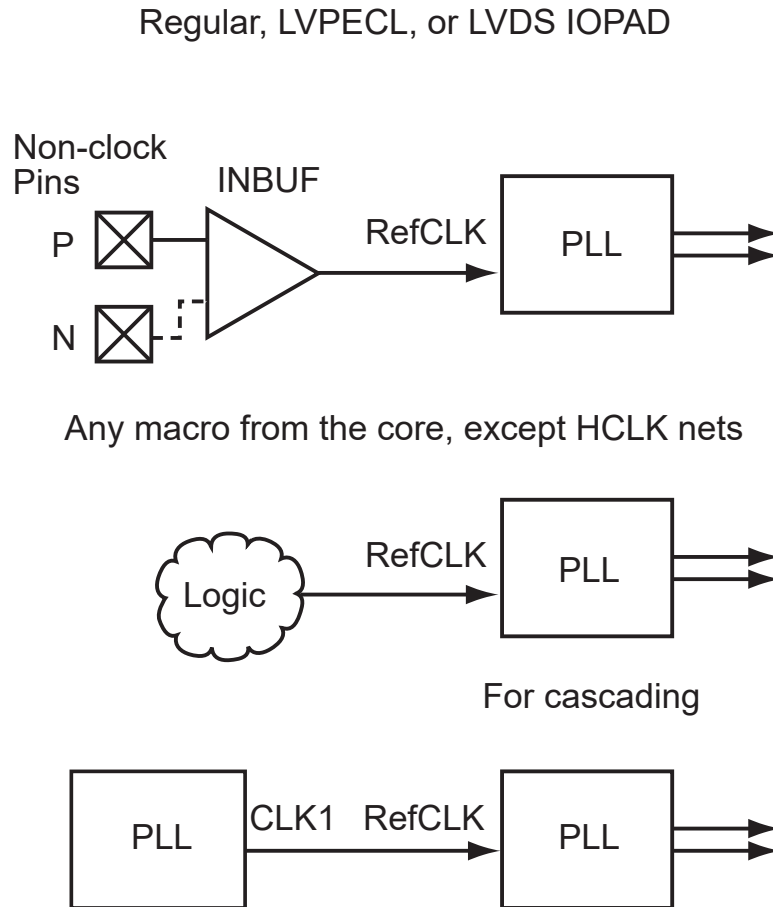 Regular, LVPECL, or LVDS IOPAD
Non-clock
Pins
INBUF
P
RefCLK
PLL
N
Any macro from the core, except HCLK nets
Logic
RefCLK
PLL
For cascading
PLL
CLK1
RefCLK
PLL